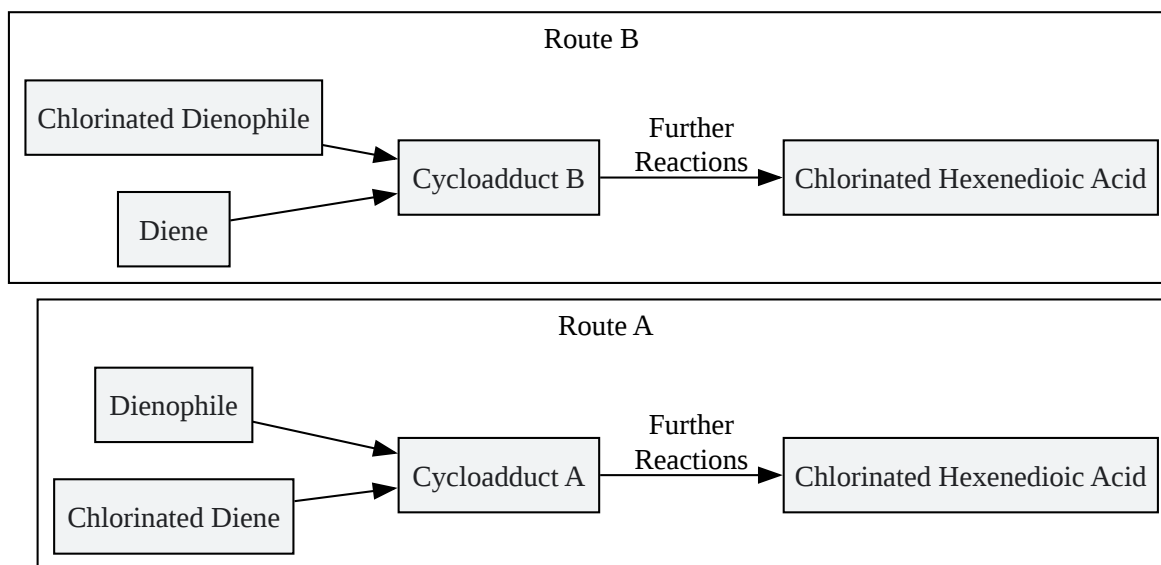 Route B
Chlorinated Dienophile
Diene
Cycloadduct B
Further
Reactions
Chlorinated Hexenedioic Acid
Route A
Dienophile
Chlorinated Diene
Cycloadduct A
Further
Reactions
Chlorinated Hexenedioic Acid